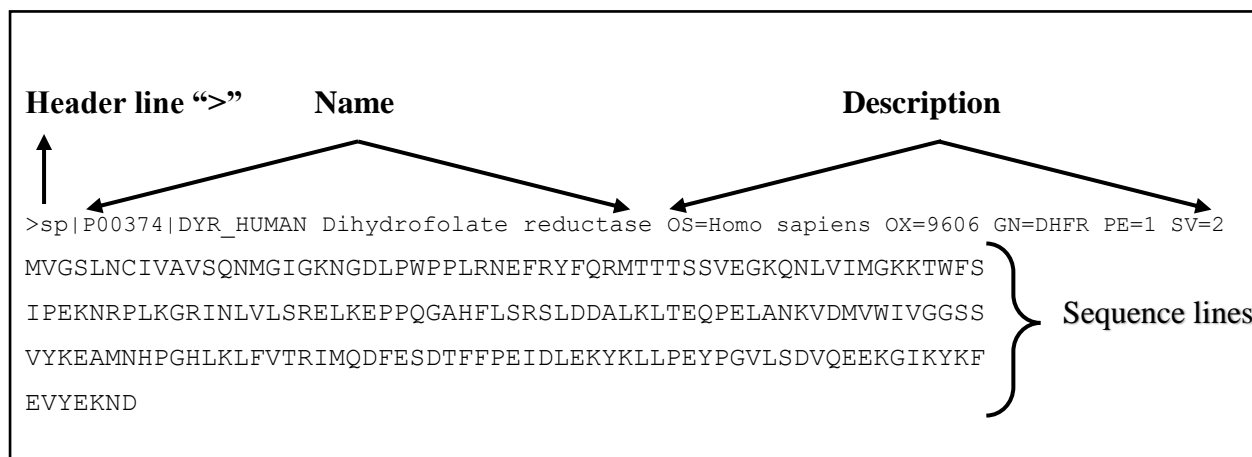 Header line “>” Name Description
>sp|P00374|DYR_HUMAN Dihydrofolate reductase OS=Homo sapiens OX=9606 GN=DHFR PE=1 SV=2
MVGSLNCIVAVSQNMGIGKNGDLPWPPLRNEFRYFQRMTTTSSVEGKQNLVIMGKKTWFS
IPEKNRPLKGRINLVLSRELKEPPQGAHFLSRSLDDALKLTEQPELANKVDMVWIVGGSS
Sequence lines
VYKEAMNHPGHLKLFVTRIMQDFESDTFFPEIDLEKYKLLPEYPGVLSDVQEEKGIKYKF
EVYEKND